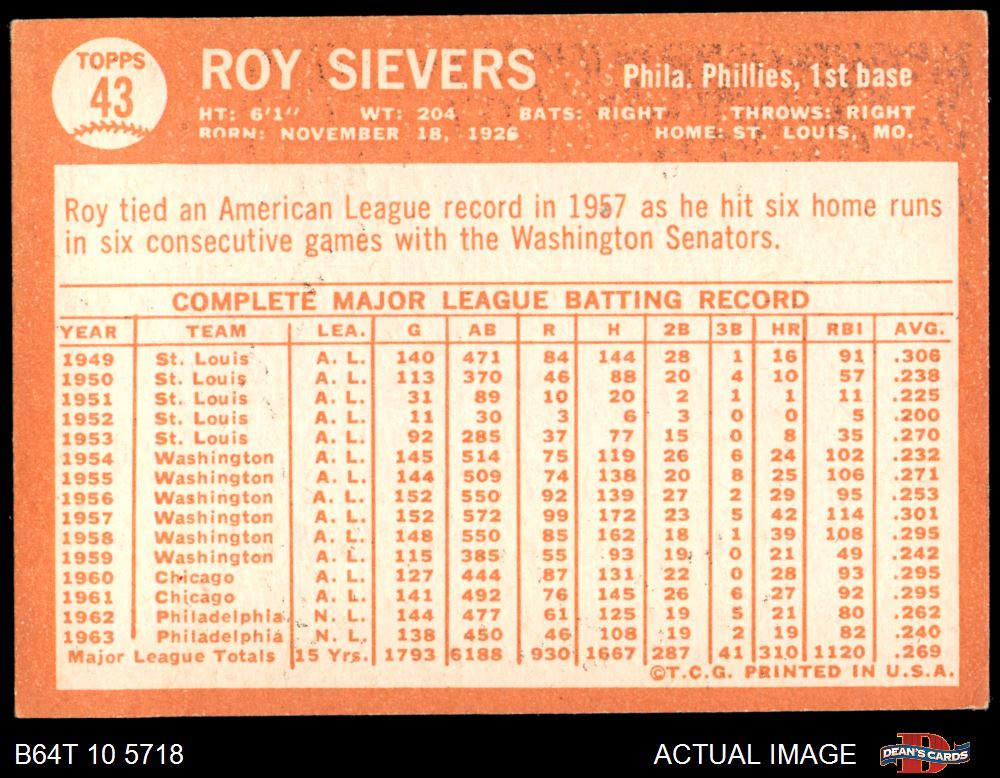 TOPPS
43
ROY SIEVERS
Phila. Phillies, 1st base
HT: 6'1" WT: 204 BATS: RIGHT THROWS: RIGHT
BORN: NOVEMBER 18, 1926 HOME: ST. LOUIS, MO.
Roy tied an American League record in 1957 as he hit six home runs
in six consecutive games with the Washington Senators.
COMPLETE MAJOR LEAGUE BATTING RECORD
YEAR TEAM LEA. G AB R H 2B 3B HR RBI AVG.
1949 St. Louis A. L. 140 471 84 144 28 1 16 91 .306
1950 St. Louis A. L. 113 370 46 88 20 4 10 57 .238
1951 St. Louis A. L. 31 89 10 20 2 1 1 11 .225
1952 St. Louis A. L. 11 30 3 6 3 0 0 5 .200
1953 St. Louis A. L. 92 285 37 77 15 0 8 35 .270
1954 Washington A. L. 145 514 75 119 26 6 24 102 .232
1955 Washington A. L. 144 509 74 138 20 8 25 106 .271
1956 Washington A. L. 152 550 92 139 27 2 29 95 .253
1957 Washington A. L. 152 572 99 172 23 5 42 114 .301
1958 Washington A. L. 148 550 85 162 18 1 39 108 .295
1959 Washington A. L. 115 385 55 93 19 0 21 49 .242
1960 Chicago A. L. 127 444 87 131 22 0 28 93 .295
1961 Chicago A. L. 141 492 76 145 26 6 27 92 .295
1962 Philadelphia N. L. 144 477 61 125 19 5 21 80 .262
1963 Philadelphia N. L. 138 450 46 108 19 2 19 82 .240
Major League Totals 15 Yrs. 1793 6188 930 1667 287 41 310 1120 .269
©T.C.G. PRINTED IN U.S.A.
B64T 10 5718 ACTUAL IMAGE DEAN'S CARDS